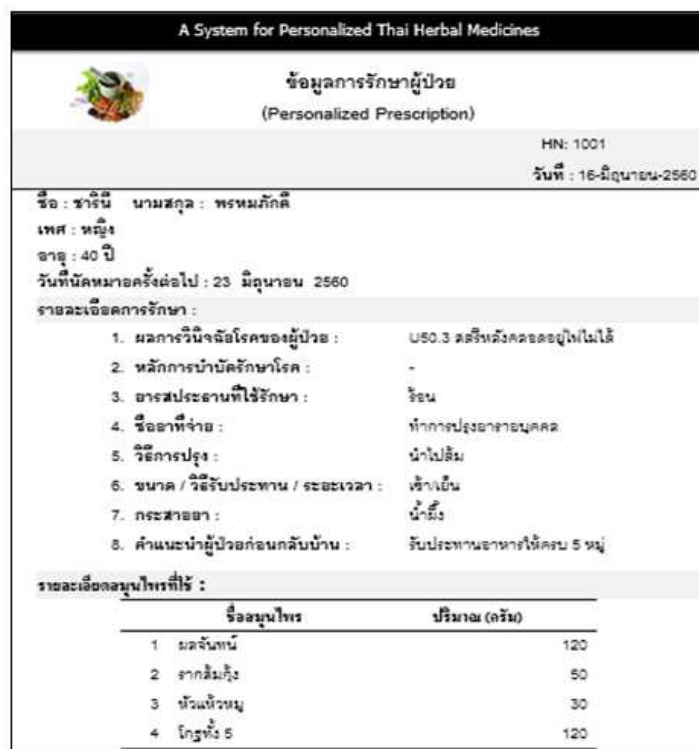 A System for Personalized Thai Herbal Medicines
ข้อมูลการรักษาผู้ป่วย
(Personalized Prescription)
HN: 1001
วันที่ : 16-มิถุนายน-2560
ชื่อ : ชารินี นามสกุล : พรหมภักดี
เพศ : หญิง
อายุ : 40 ปี
วันที่นัดหมายครั้งต่อไป : 23 มิถุนายน 2560
รายละเอียดการรักษา :
1. ผลการวินิจฉัยโรคของผู้ป่วย : U50.3 สตรีหลังคลอดอยู่ไฟไม่ได้
2. หลักการบำบัดรักษาโรค : -
3. ยารสประธานที่ใช้รักษา : ร้อน
4. ชื่อยาที่จ่าย : ทำการปรุงยารายบุคคล
5. วิธีการปรุง : นำไปต้ม
6. ขนาด / วิธีรับประทาน / ระยะเวลา : เช้า/เย็น
7. กระสายยา : น้ำผึ้ง
8. คำแนะนำผู้ป่วยก่อนกลับบ้าน : รับประทานอาหารให้ครบ 5 หมู่
รายละเอียดสมุนไพรที่ใช้ :
ชื่อสมุนไพร ปริมาณ (กรัม)
1 ผลจันทน์ 120
2 รากส้มกุ้ง 50
3 หัวแห้วหมู 30
4 โกฐทั้ง 5 120